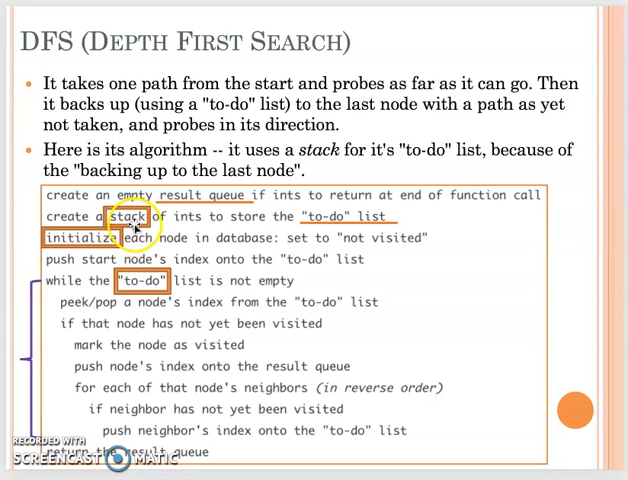 DFS (DEPTH FIRST SEARCH)
• It takes one path from the start and probes as far as it can go. Then
it backs up (using a "to-do" list) to the last node with a path as yet
not taken, and probes in its direction.
• Here is its algorithm -- it uses a stack for it's "to-do" list, because of
the "backing up to the last node".
create an empty result queue if ints to return at end of function call
create a stack of ints to store the "to-do" list
initialize each node in database: set to "not visited"
push start node's index onto the "to-do" list
while the "to-do" list is not empty
peek/pop a node's index from the "to-do" list
if that node has not yet been visited
mark the node as visited
push node's index onto the result queue
for each of that node's neighbors (in reverse order)
if neighbor has not yet been visited
push neighbor's index onto the "to-do" list
return the result queue
RECORDED WITH
SCREENCAST MATIC